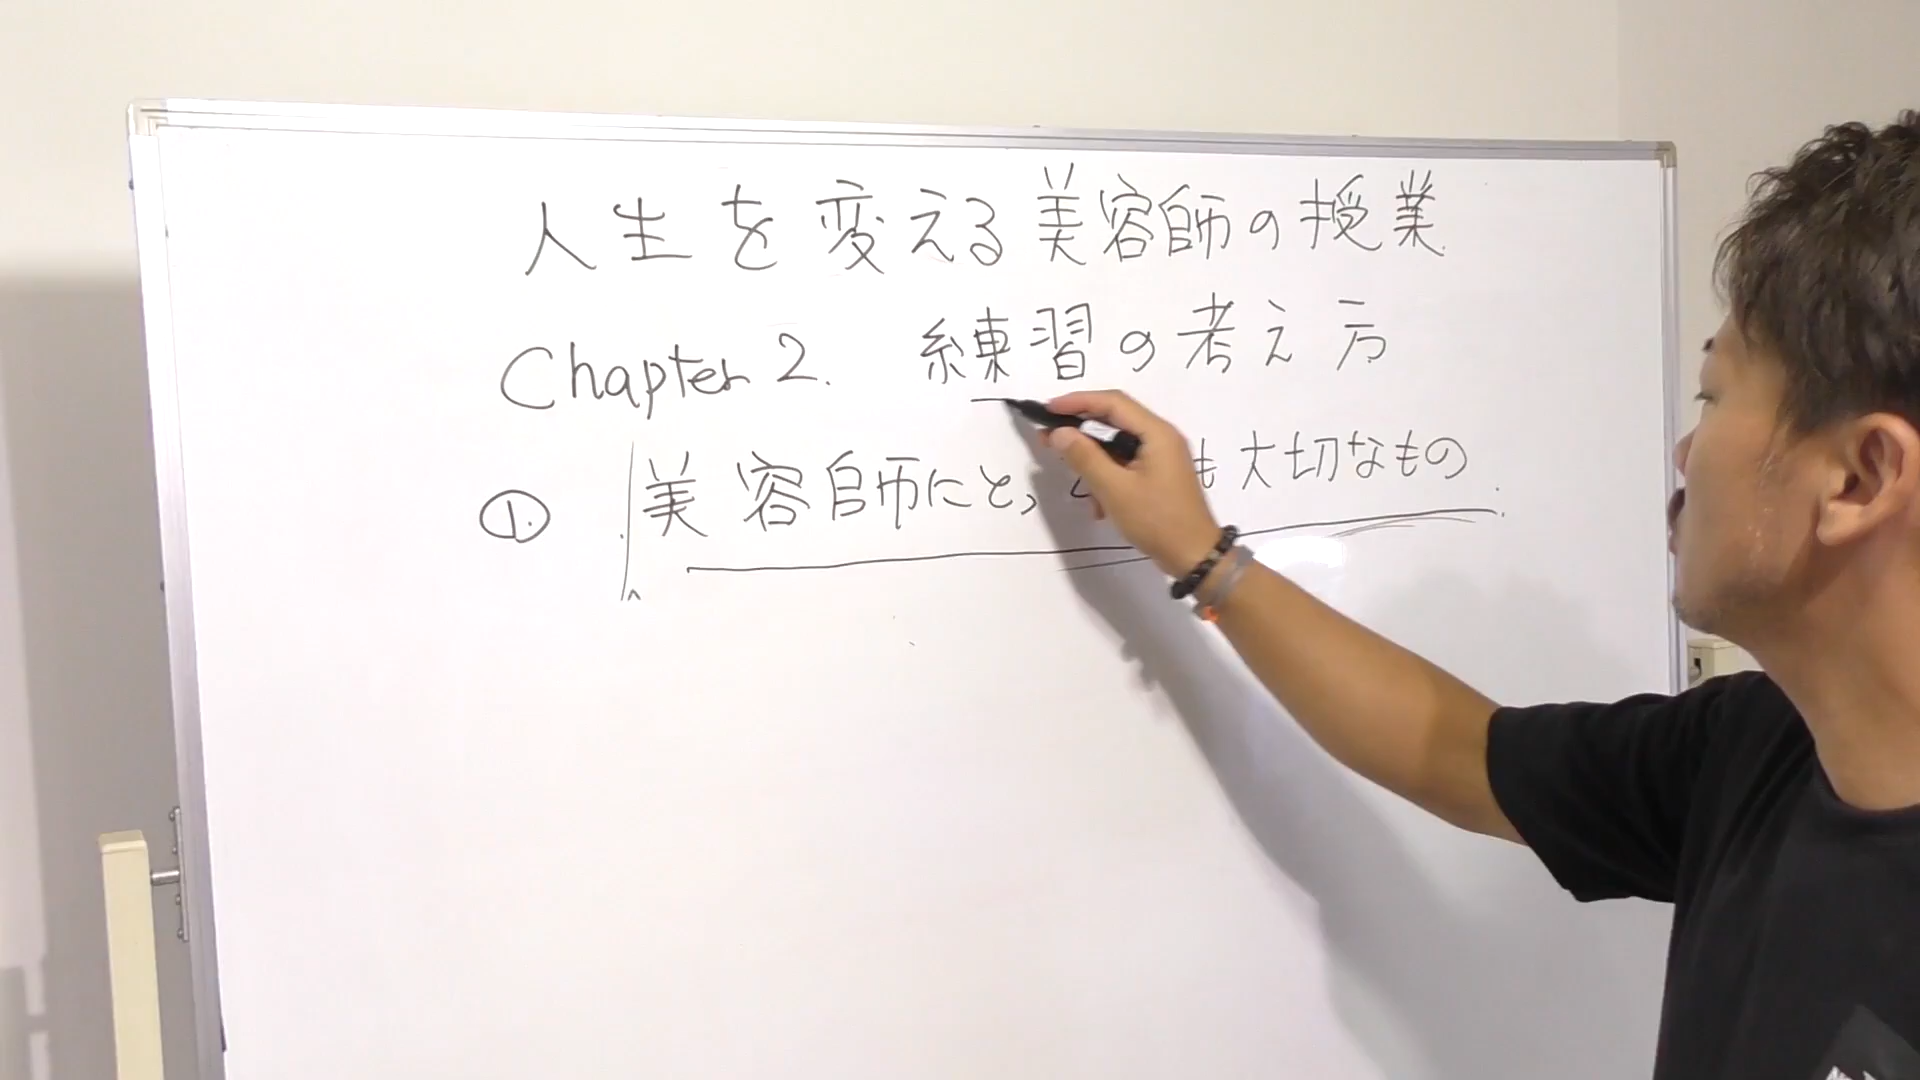 人生を変える美容師の授業
Chapter 2. 練習の考え方
① 美容師にとっ も大切なもの